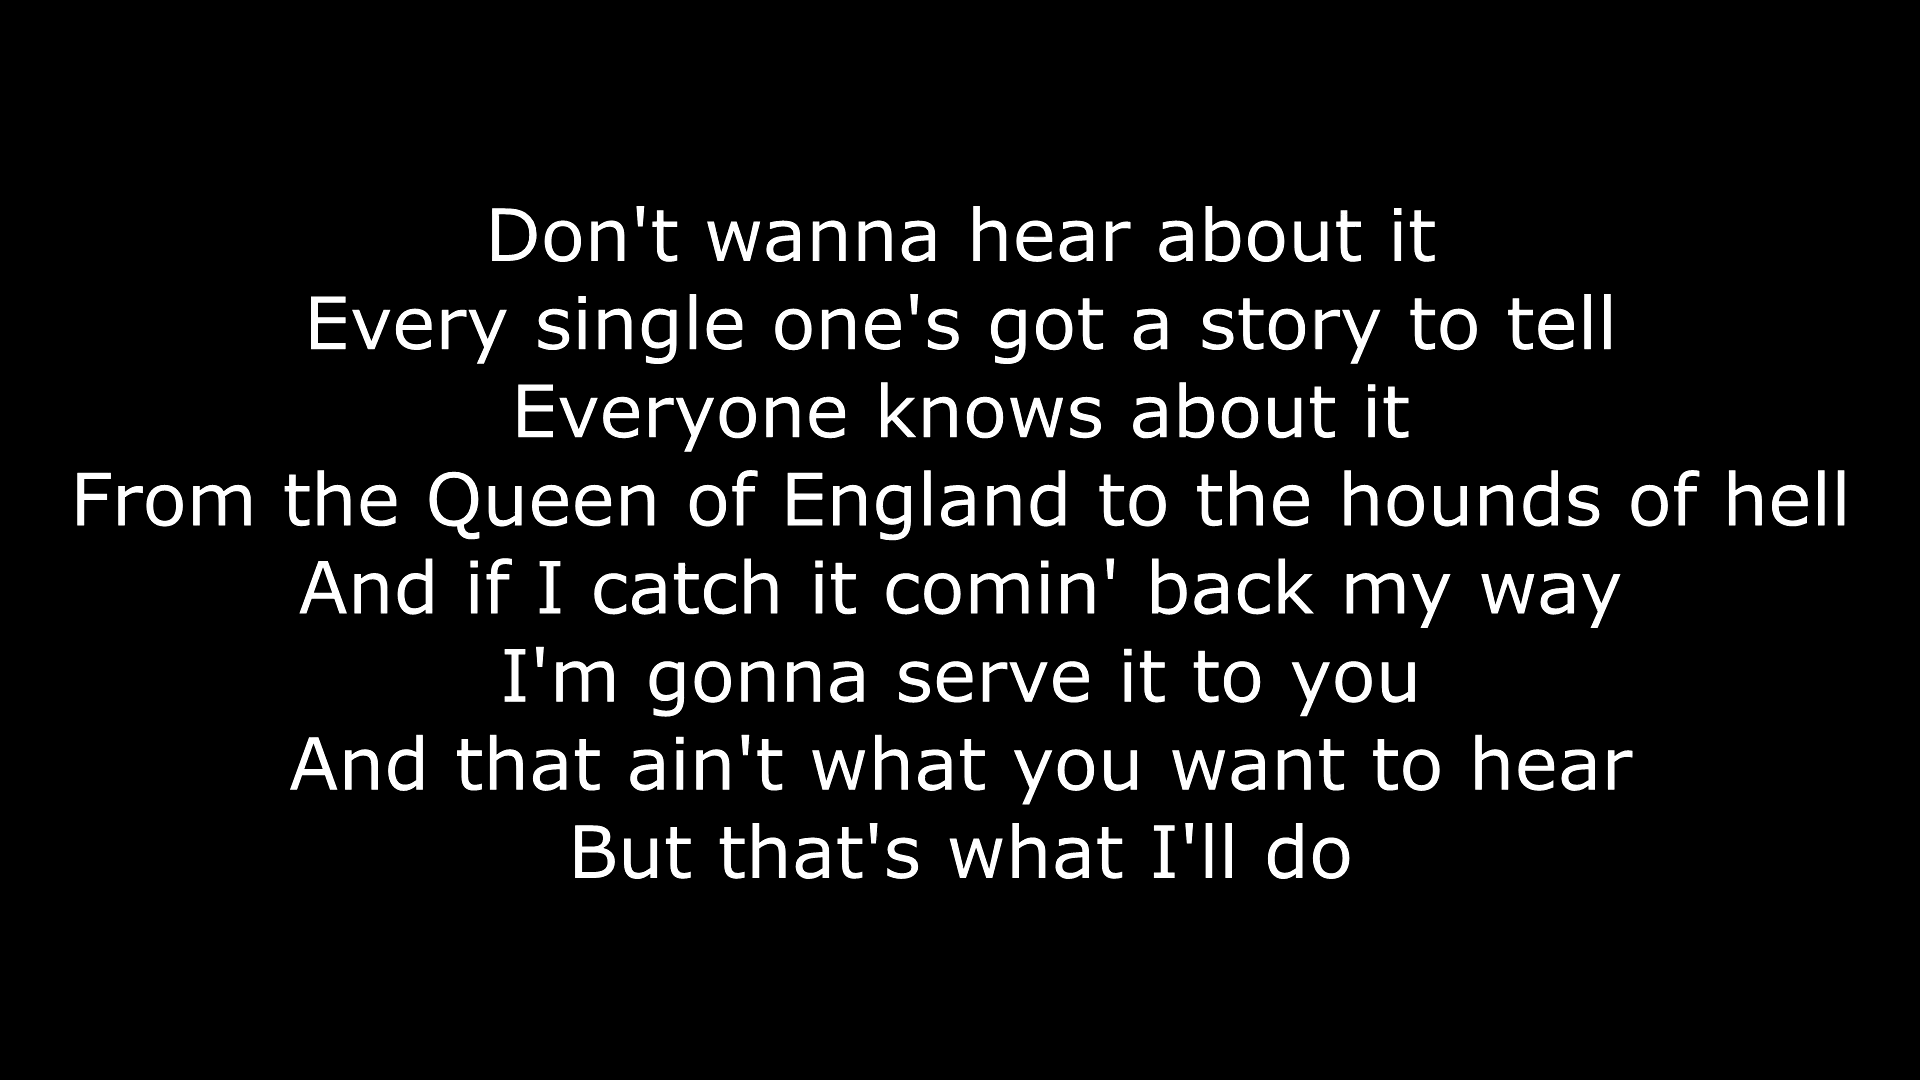 Don't wanna hear about it
Every single one's got a story to tell
Everyone knows about it
From the Queen of England to the hounds of hell
And if I catch it comin' back my way
I'm gonna serve it to you
And that ain't what you want to hear
But that's what I'll do